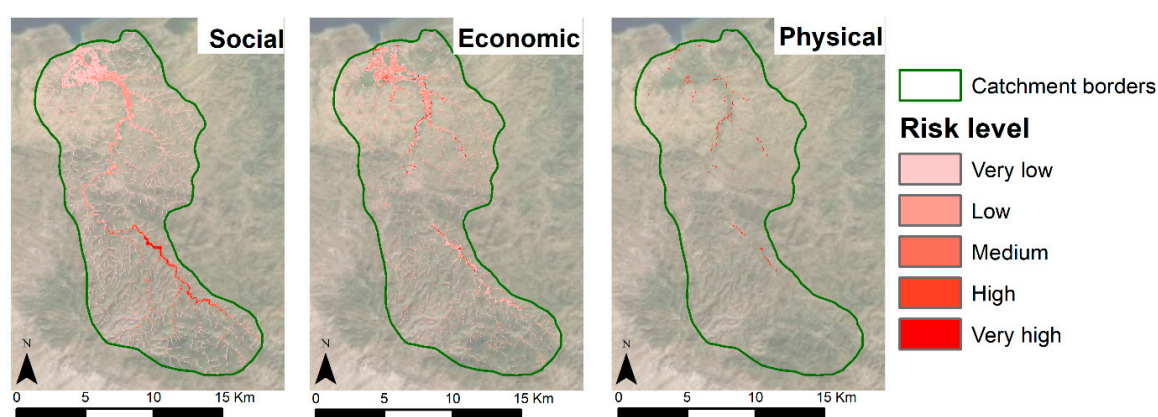 Social
Economic
Physical
Catchment borders
Risk level
Very low
Low
Medium
High
Very high
N
N
N
0 5 10 15 Km
0 5 10 15 Km
0 5 10 15 Km